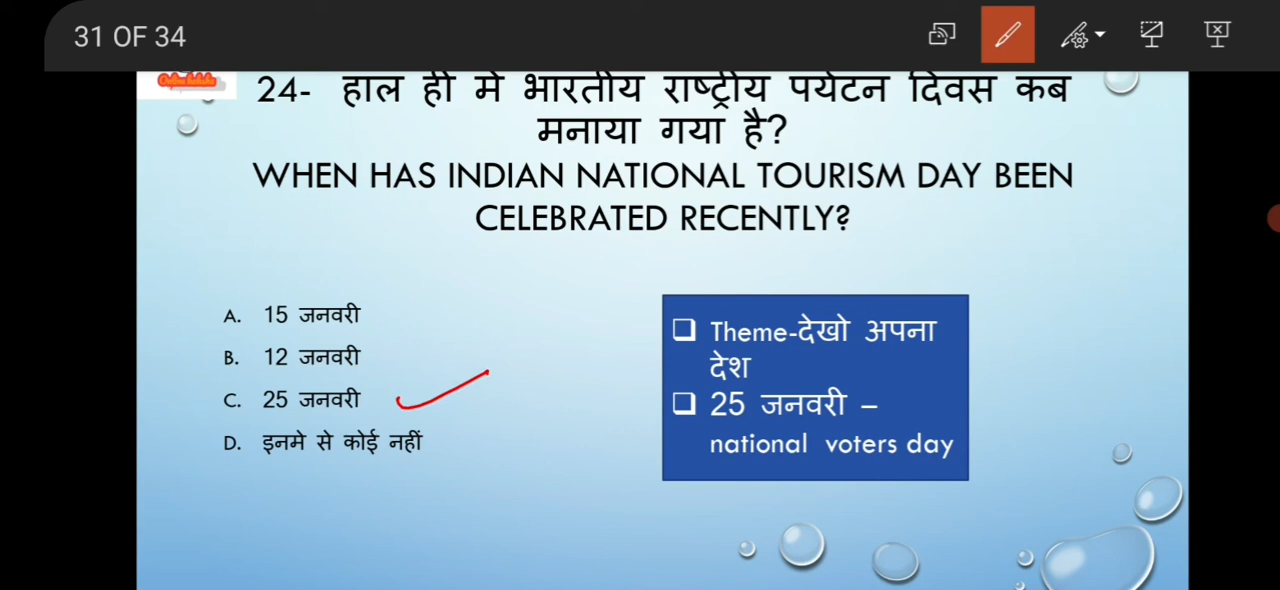 31 OF 34
24- हाल ही मे भारतीय राष्ट्रीय पर्यटन दिवस कब
मनाया गया है?
WHEN HAS INDIAN NATIONAL TOURISM DAY BEEN
CELEBRATED RECENTLY?
A. 15 जनवरी
B. 12 जनवरी
C. 25 जनवरी
D. इनमे से कोई नहीं
Theme-देखो अपना
देश
25 जनवरी –
national voters day